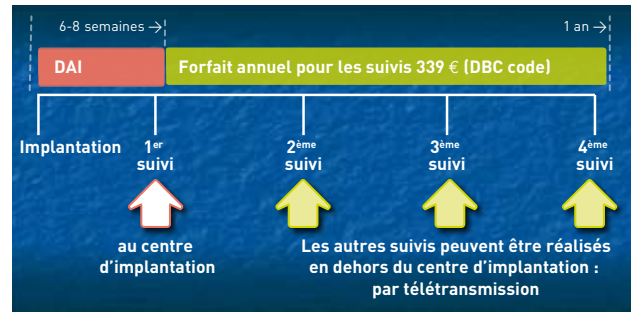 6-8 semaines → 1 an →
DAI Forfait annuel pour les suivis 339 € (DBC code)
Implantation 1er 2ème 3ème 4ème
suivi suivi suivi suivi
au centre
d’implantation
Les autres suivis peuvent être réalisés
en dehors du centre d’implantation :
par télétransmission